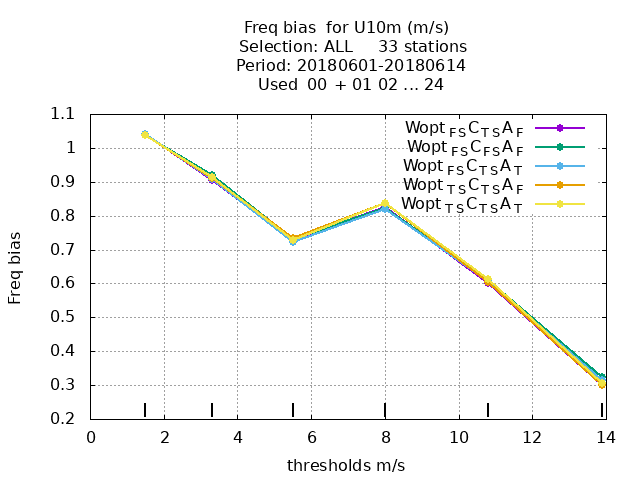 Freq bias  for U10m (m/s)
Selection: ALL     33 stations
Period: 20180601-20180614
Used  00  + 01 02 ... 24
Wopt FS C TS A F
Wopt FS C FS A F
Wopt FS C TS A T
Wopt TS C TS A F
Wopt TS C TS A T
1.1
1
0.9
0.8
0.7
0.6
0.5
0.4
0.3
0.2
Freq bias
0 2 4 6 8 10 12 14
thresholds m/s